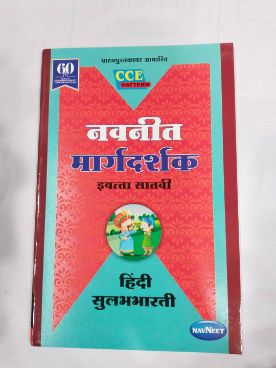 पाठ्यपुस्तकावर आधारित
60
CCE
PATTERN
नवनीत
मार्गदर्शक
इयत्ता सातवी
हिंदी
सुलभभारती
NAVNEET